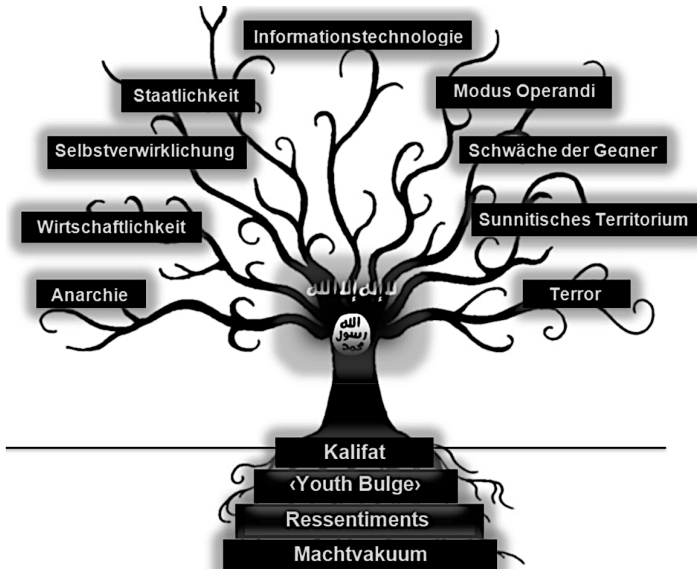 Informationstechnologie
Staatlichkeit
Modus Operandi
Selbstverwirklichung
Schwäche der Gegner
Wirtschaftlichkeit
Sunnitisches Territorium
Anarchie
Terror
لا إله إلا الله
الله
رسول
محمد
Kalifat
‹Youth Bulge›
Ressentiments
Machtvakuum